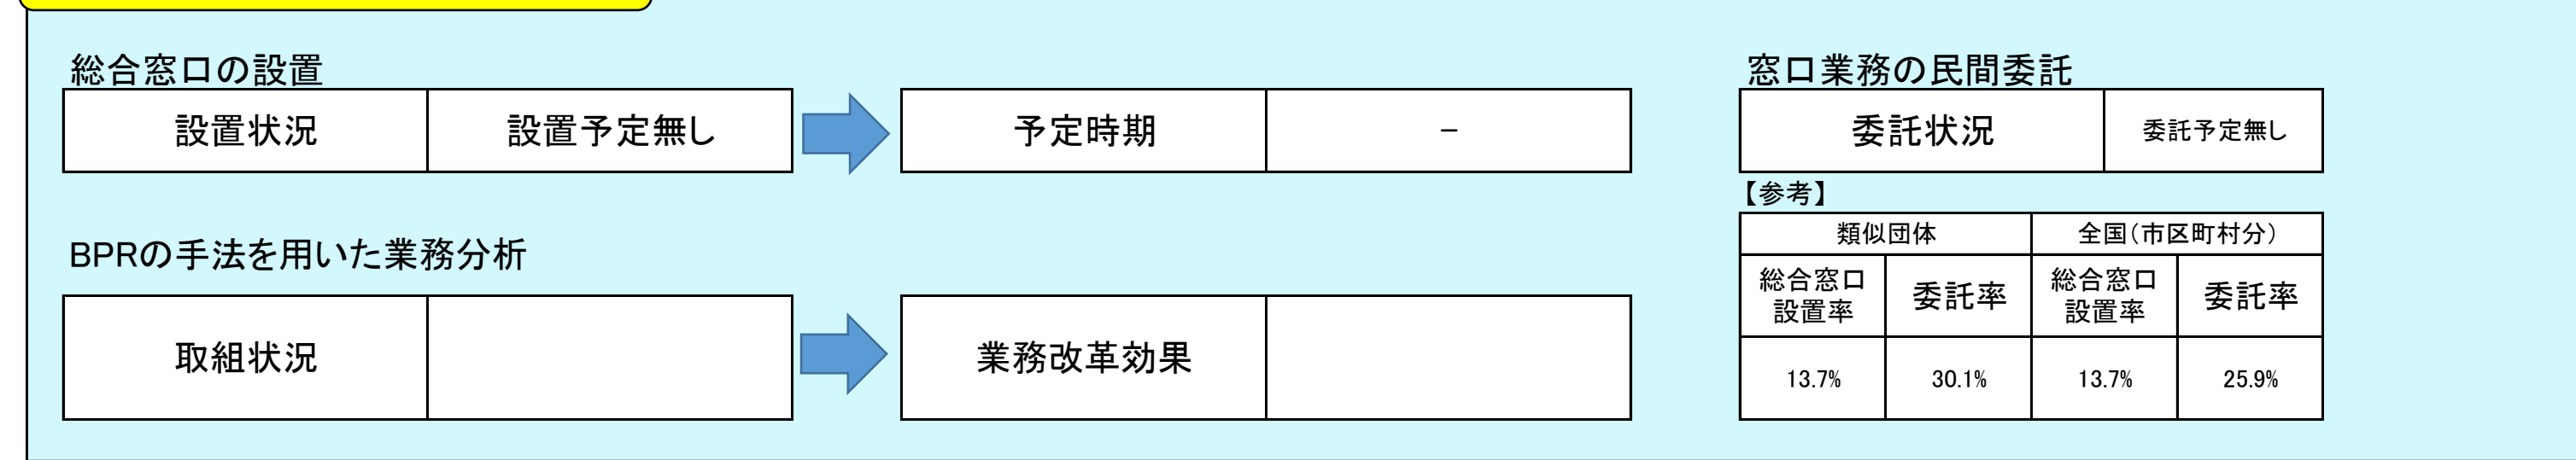 総合窓口の設置
設置状況 設置予定無し 予定時期 －
BPRの手法を用いた業務分析
取組状況 業務改革効果
窓口業務の民間委託
委託状況 委託予定無し
【参考】
類似団体 全国（市区町村分）
総合窓口設置率 委託率 総合窓口設置率 委託率
13.7% 30.1% 13.7% 25.9%